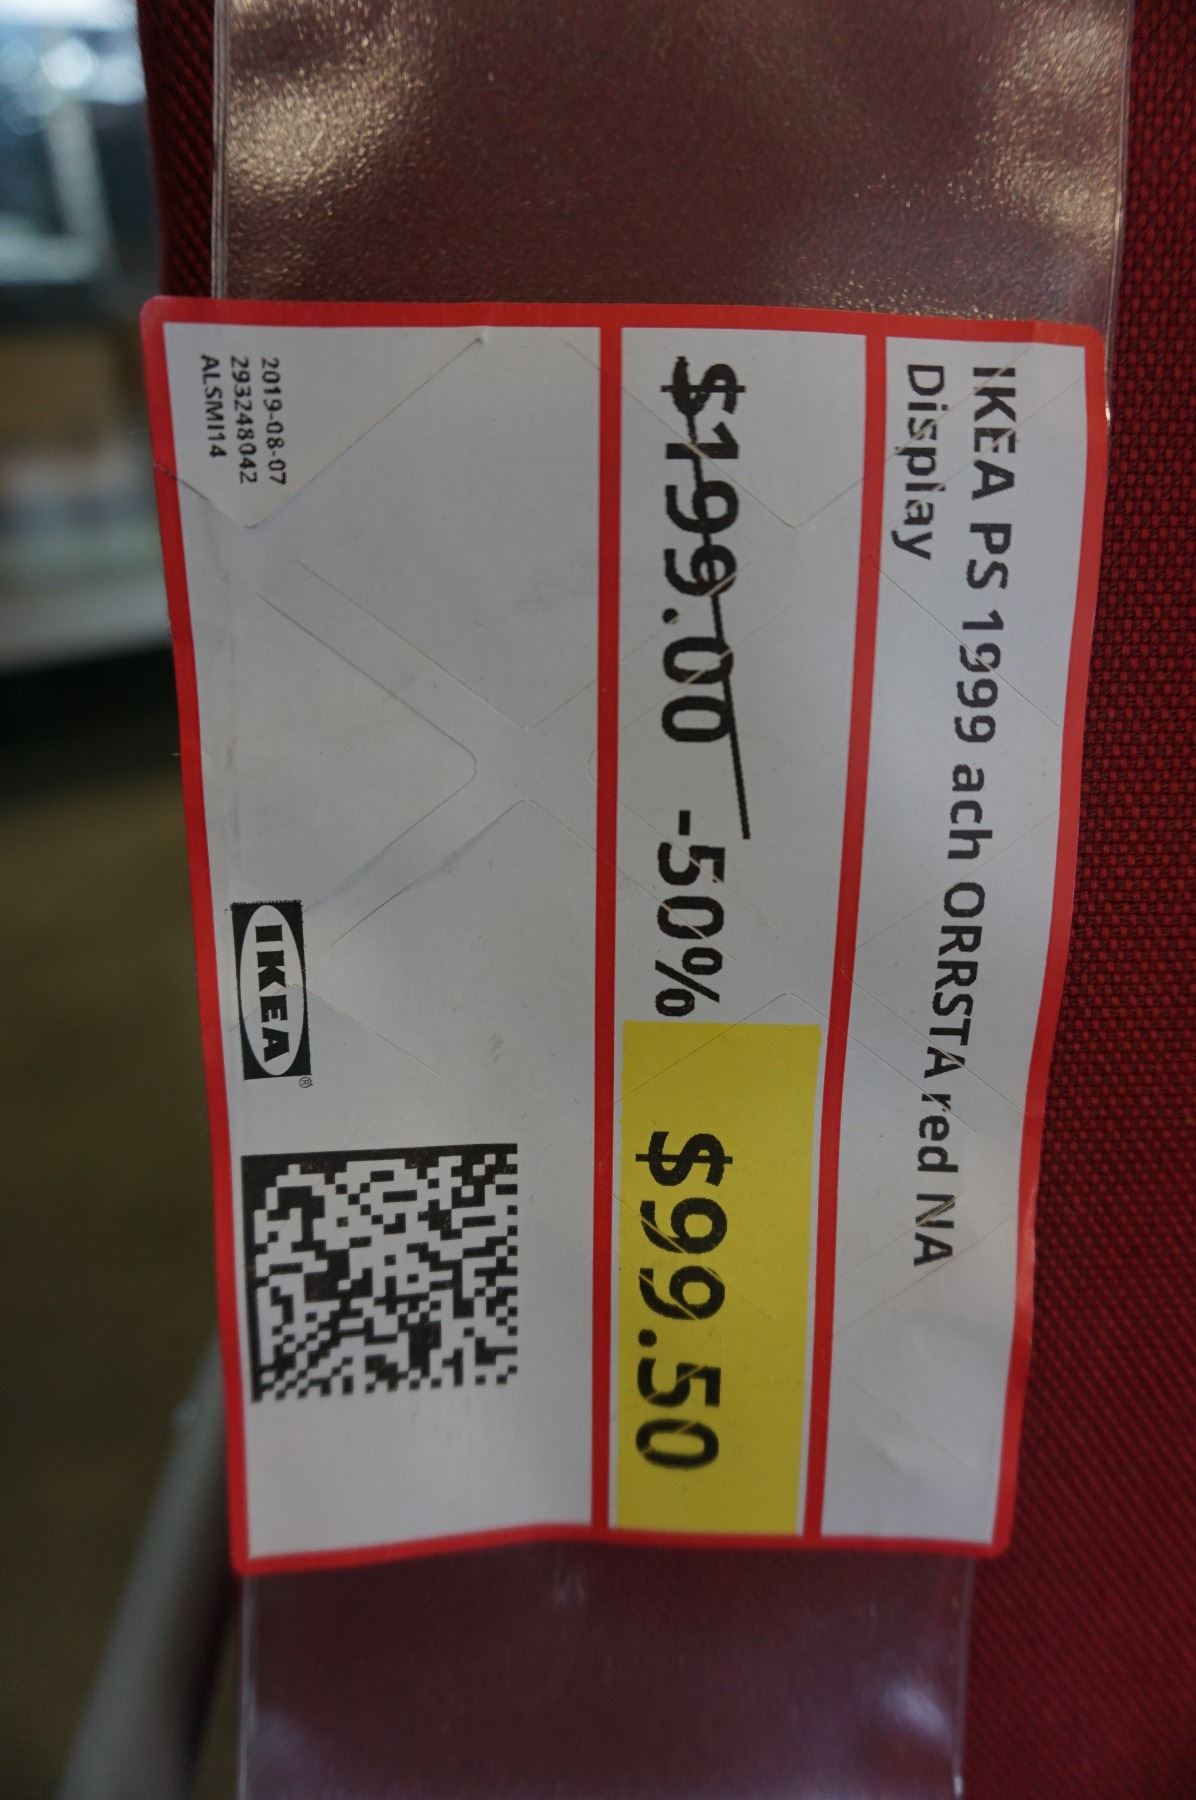 IKEA PS 1999 ach ORRSTA red NA
Display
$199.00 -50% $99.50
2019-08-07
293248042
ALSMI14
IKEA®